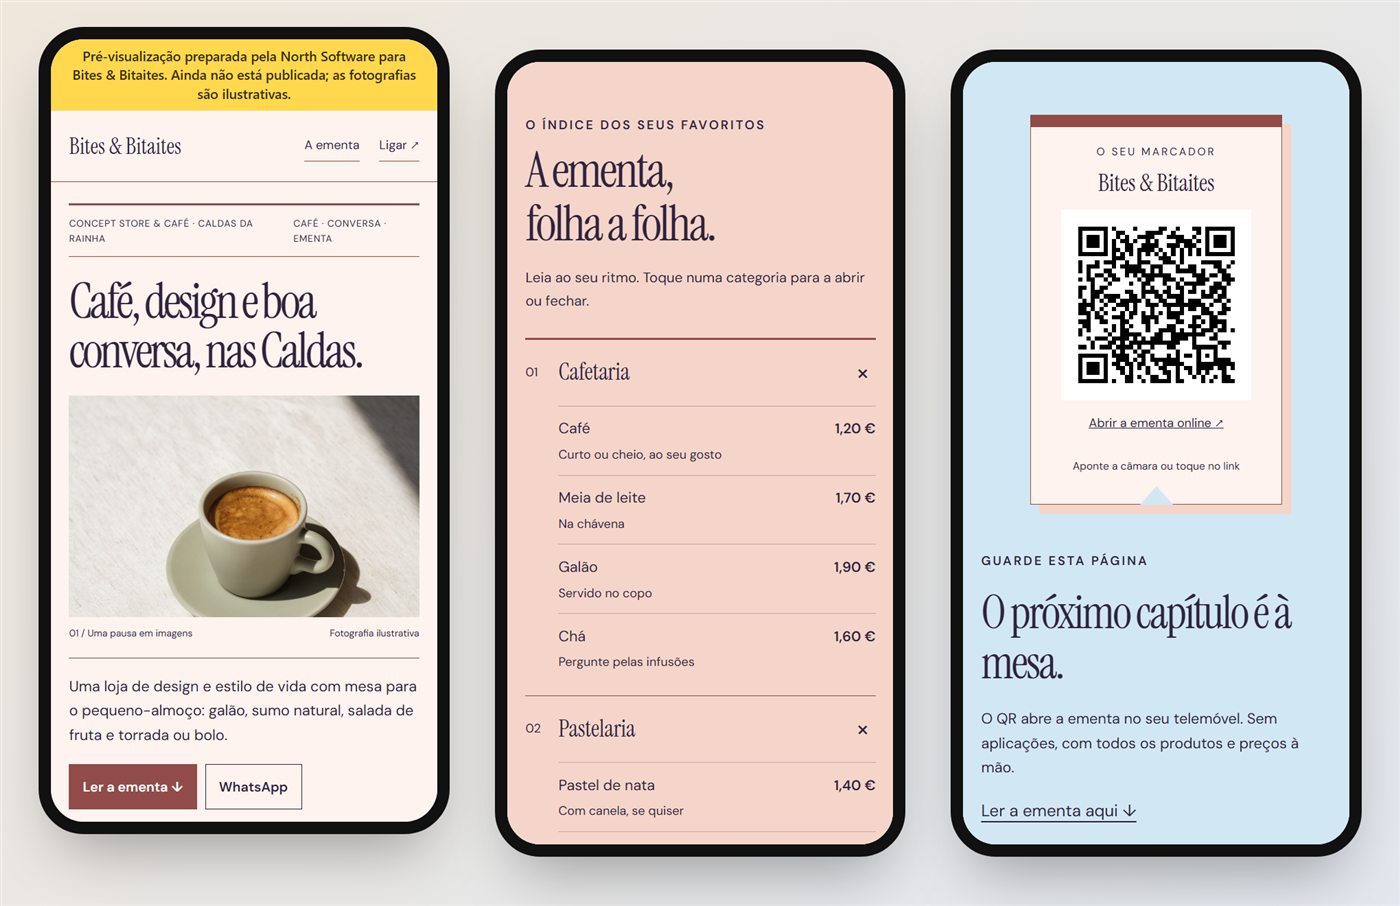 Pré-visualização preparada pela North Software para
Bites & Bitaites. Ainda não está publicada; as fotografias
são ilustrativas.
Bites & Bitaites
A ementa
Ligar ↗
CONCEPT STORE & CAFÉ · CALDAS DA
RAINHA
CAFÉ · CONVERSA ·
EMENTA
Café, design e boa
conversa, nas Caldas.
01 / Uma pausa em imagens
Fotografia ilustrativa
Uma loja de design e estilo de vida com mesa para
o pequeno-almoço: galão, sumo natural, salada de
fruta e torrada ou bolo.
Ler a ementa ↓
WhatsApp
O ÍNDICE DOS SEUS FAVORITOS
A ementa,
folha a folha.
Leia ao seu ritmo. Toque numa categoria para a abrir
ou fechar.
01 Cafetaria ×
Café 1,20 €
Curto ou cheio, ao seu gosto
Meia de leite 1,70 €
Na chávena
Galão 1,90 €
Servido no copo
Chá 1,60 €
Pergunte pelas infusões
02 Pastelaria ×
Pastel de nata 1,40 €
Com canela, se quiser
O SEU MARCADOR
Bites & Bitaites
Abrir a ementa online ↗
Aponte a câmara ou toque no link
GUARDE ESTA PÁGINA
O próximo capítulo é à
mesa.
O QR abre a ementa no seu telemóvel. Sem
aplicações, com todos os produtos e preços à
mão.
Ler a ementa aqui ↓